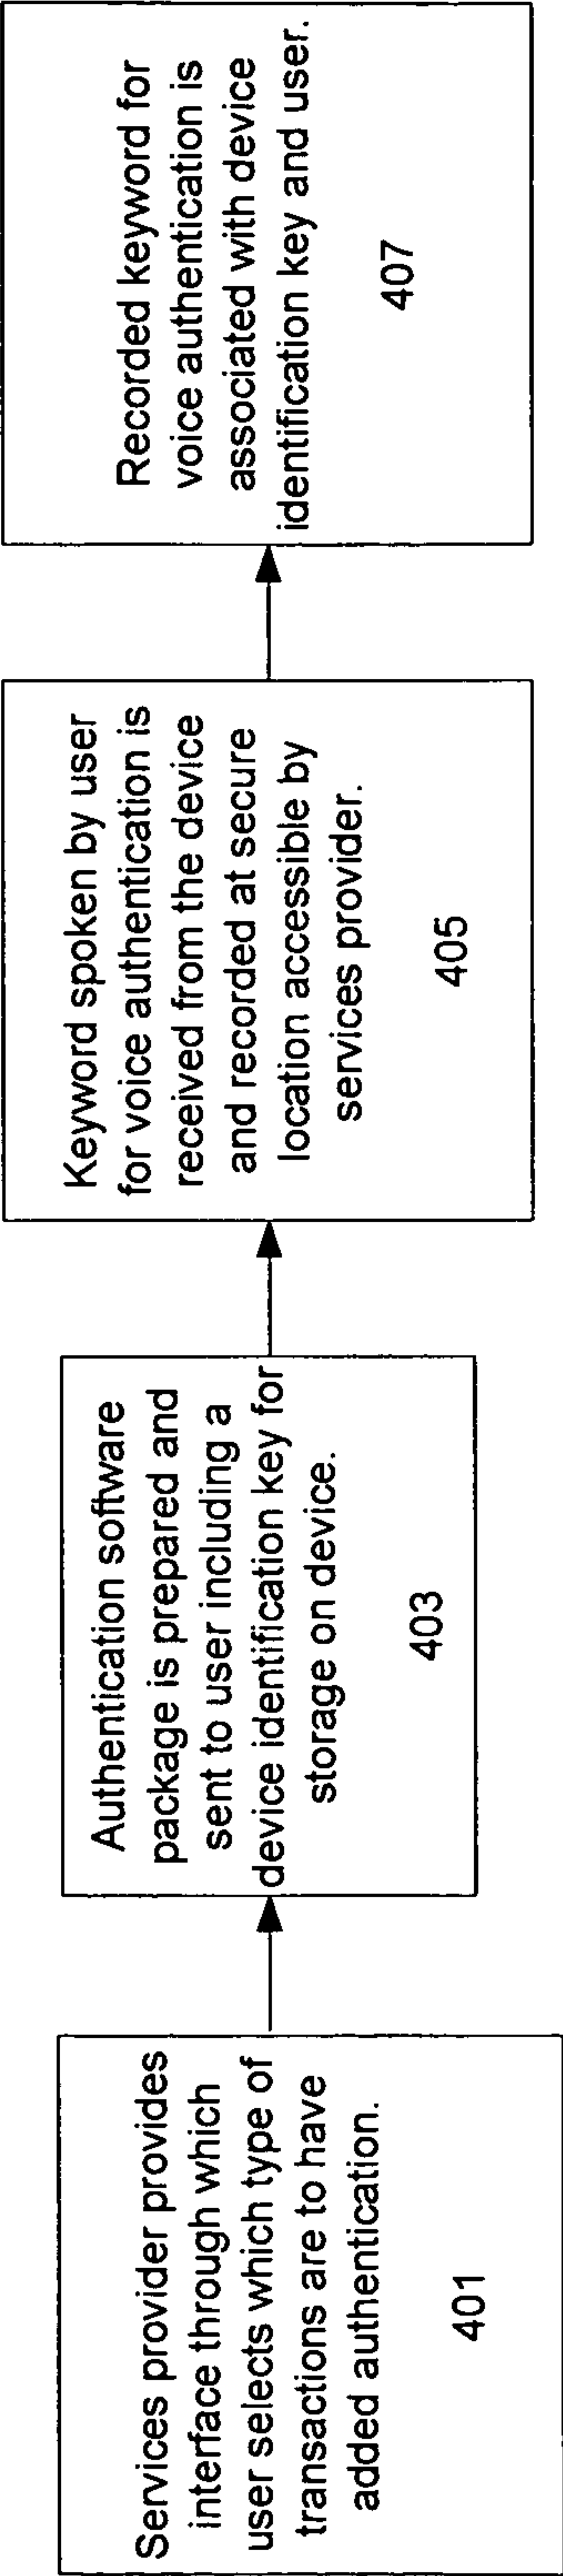 Services provider provides
interface through which
user selects which type of
transactions are to have
added authentication.
401
Authentication software
package is prepared and
sent to user including a
device identification key for
storage on device.
403
Keyword spoken by user
for voice authentication is
received from the device
and recorded at secure
location accessible by
services provider.
405
Recorded keyword for
voice authentication is
associated with device
identification key and user.
407